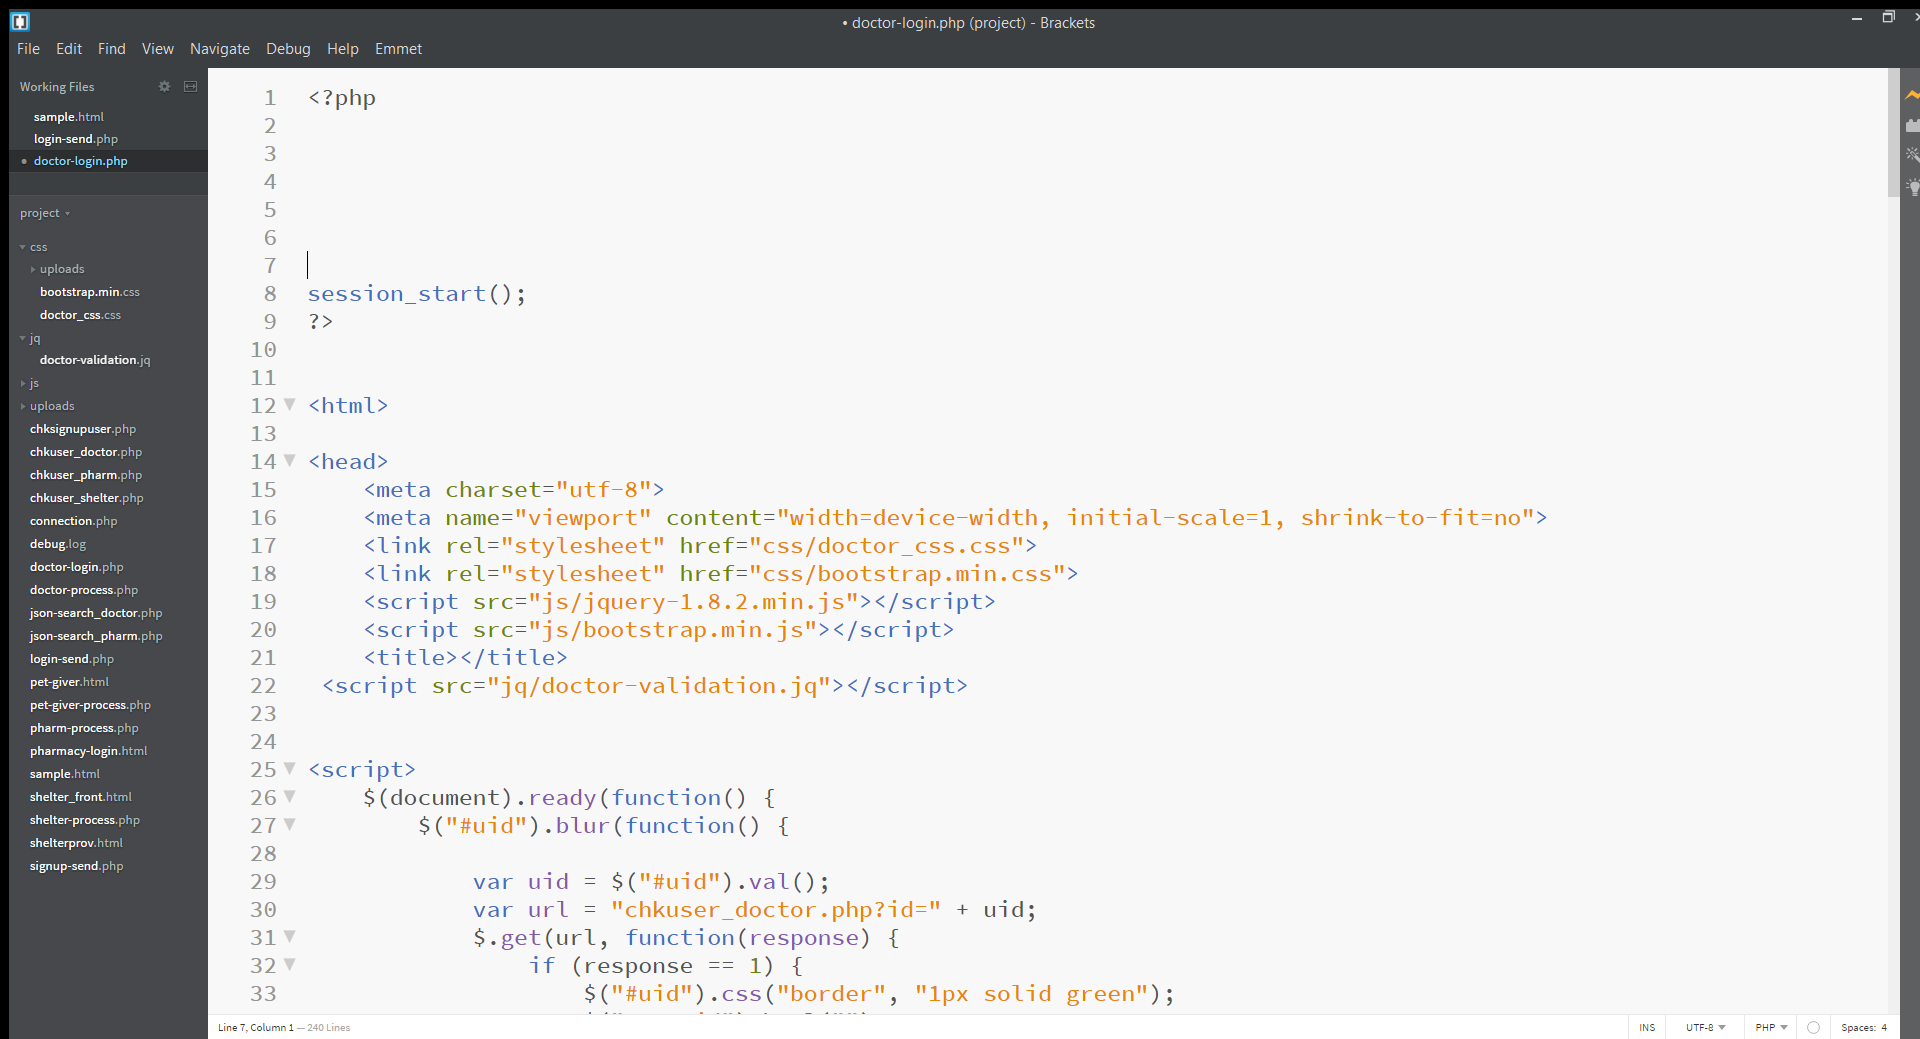 • doctor-login.php (project) - Brackets
File Edit Find View Navigate Debug Help Emmet
Working Files
sample.html
login-send.php
• doctor-login.php
project
css
uploads
bootstrap.min.css
doctor_css.css
jq
doctor-validation.jq
js
uploads
chksignupuser.php
chkuser_doctor.php
chkuser_pharm.php
chkuser_shelter.php
connection.php
debug.log
doctor-login.php
doctor-process.php
json-search_doctor.php
json-search_pharm.php
login-send.php
pet-giver.html
pet-giver-process.php
pharm-process.php
pharmacy-login.html
sample.html
shelter_front.html
shelter-process.php
shelterprov.html
signup-send.php
1 <?php
2
3
4
5
6
7
8 session_start();
9 ?>
10
11
12 <html>
13
14 <head>
15     <meta charset="utf-8">
16     <meta name="viewport" content="width=device-width, initial-scale=1, shrink-to-fit=no">
17     <link rel="stylesheet" href="css/doctor_css.css">
18     <link rel="stylesheet" href="css/bootstrap.min.css">
19     <script src="js/jquery-1.8.2.min.js"></script>
20     <script src="js/bootstrap.min.js"></script>
21     <title></title>
22  <script src="jq/doctor-validation.jq"></script>
23
24
25 <script>
26     $(document).ready(function() {
27         $("#uid").blur(function() {
28
29             var uid = $("#uid").val();
30             var url = "chkuser_doctor.php?id=" + uid;
31             $.get(url, function(response) {
32                 if (response == 1) {
33                     $("#uid").css("border", "1px solid green");
Line 7, Column 1 — 240 Lines
INS UTF-8 PHP Spaces: 4